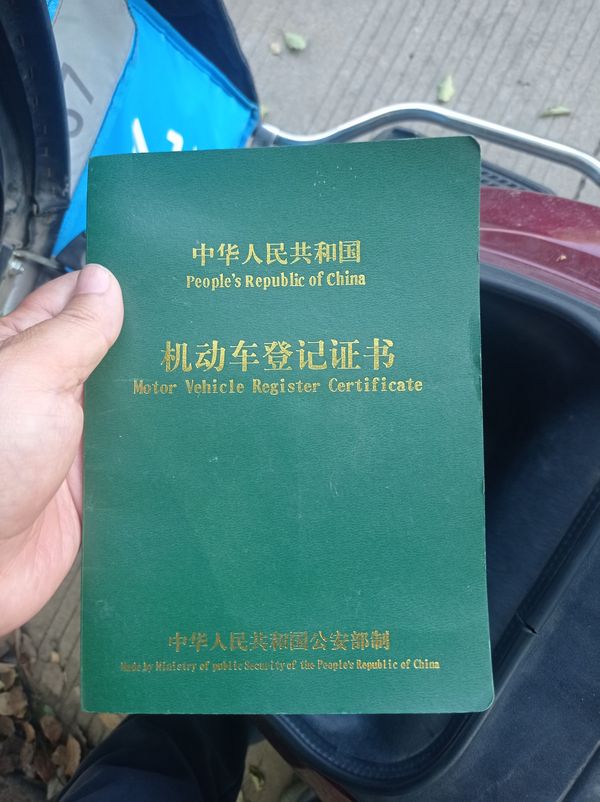 中华人民共和国
People's Republic of China
机动车登记证书
Motor Vehicle Register Certificate
中华人民共和国公安部制
Made by Ministry of public Security of the People's Republic of China